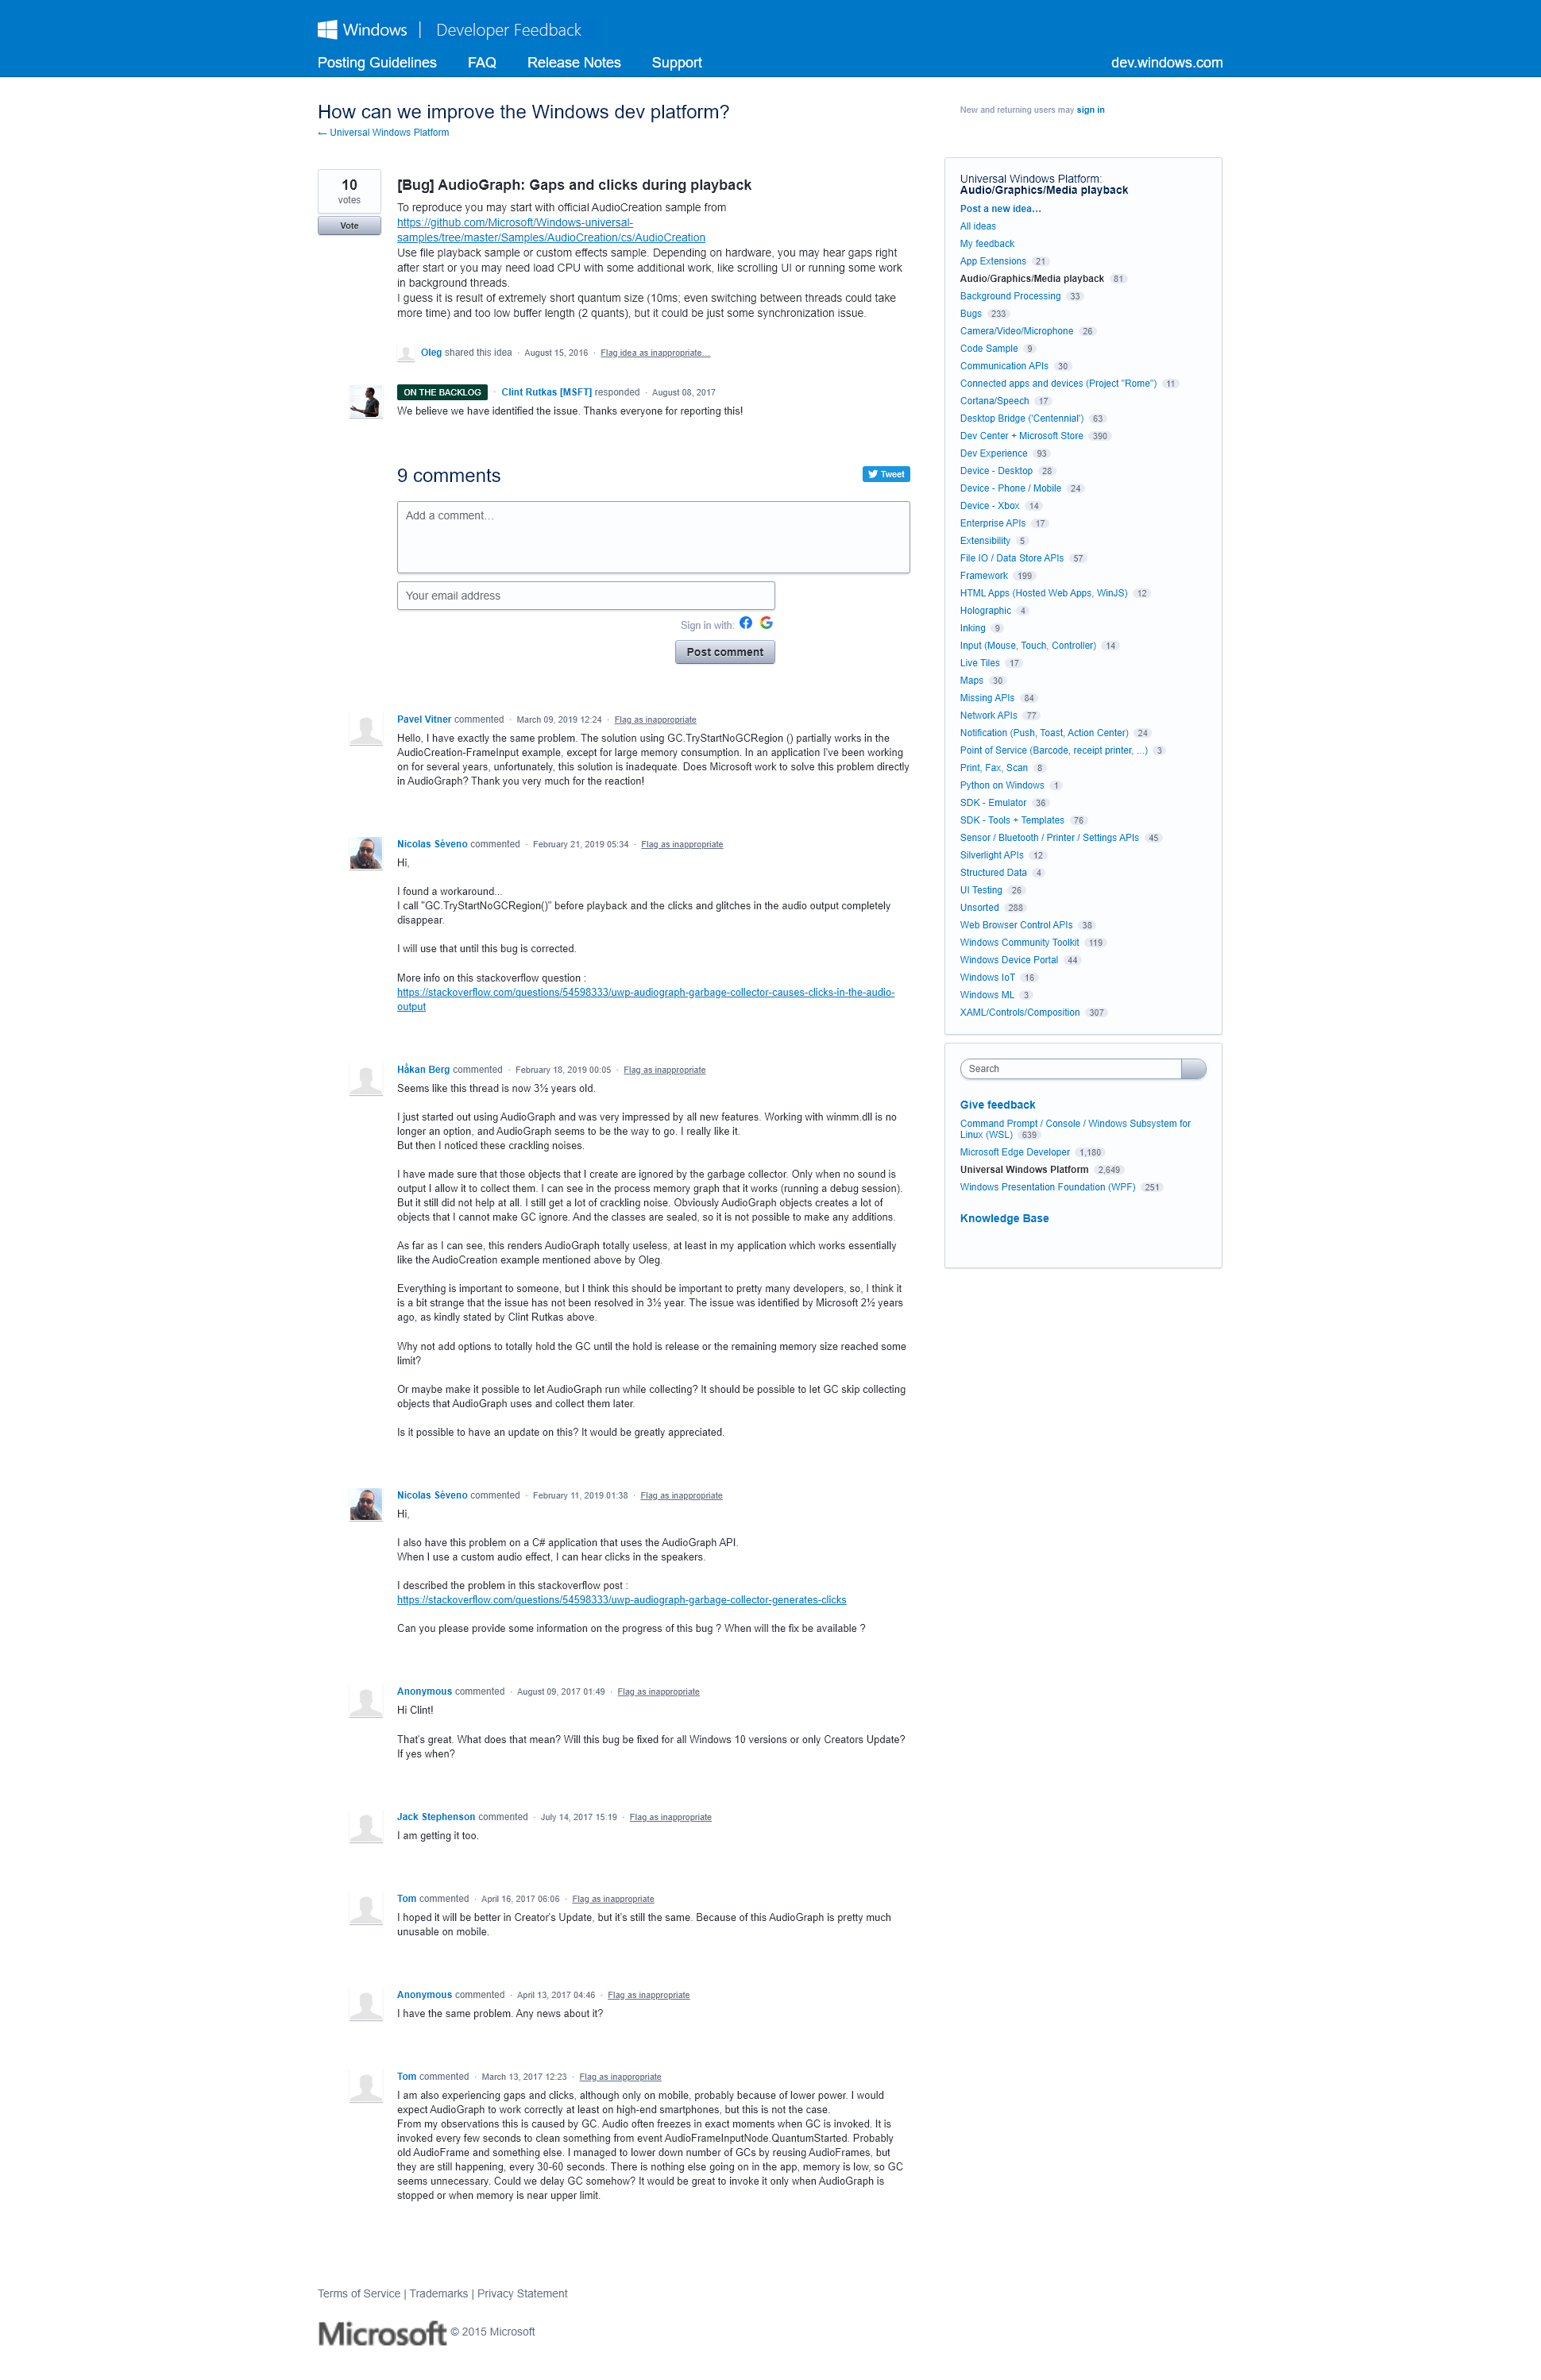 Windows | Developer Feedback
Posting Guidelines FAQ Release Notes Support dev.windows.com
How can we improve the Windows dev platform?
← Universal Windows Platform
New and returning users may sign in
10
votes
Vote
[Bug] AudioGraph: Gaps and clicks during playback
To reproduce you may start with official AudioCreation sample from
https://github.com/Microsoft/Windows-universal-
samples/tree/master/Samples/AudioCreation/cs/AudioCreation
Use file playback sample or custom effects sample. Depending on hardware, you may hear gaps right
after start or you may need load CPU with some additional work, like scrolling UI or running some work
in background threads.
I guess it is result of extremely short quantum size (10ms; even switching between threads could take
more time) and too low buffer length (2 quants), but it could be just some synchronization issue.
Oleg shared this idea · August 15, 2016 · Flag idea as inappropriate…
ON THE BACKLOG · Clint Rutkas [MSFT] responded · August 08, 2017
We believe we have identified the issue. Thanks everyone for reporting this!
9 comments
Tweet
Add a comment…
Your email address
Sign in with:
Post comment
Pavel Vitner commented · March 09, 2019 12:24 · Flag as inappropriate
Hello, I have exactly the same problem. The solution using GC.TryStartNoGCRegion () partially works in the
AudioCreation-FrameInput example, except for large memory consumption. In an application I've been working
on for several years, unfortunately, this solution is inadequate. Does Microsoft work to solve this problem directly
in AudioGraph? Thank you very much for the reaction!
Nicolas Séveno commented · February 21, 2019 05:34 · Flag as inappropriate
Hi,
I found a workaround...
I call "GC.TryStartNoGCRegion()" before playback and the clicks and glitches in the audio output completely
disappear.
I will use that until this bug is corrected.
More info on this stackoverflow question :
https://stackoverflow.com/questions/54598333/uwp-audiograph-garbage-collector-causes-clicks-in-the-audio-
output
Håkan Berg commented · February 18, 2019 00:05 · Flag as inappropriate
Seems like this thread is now 3½ years old.
I just started out using AudioGraph and was very impressed by all new features. Working with winmm.dll is no
longer an option, and AudioGraph seems to be the way to go. I really like it.
But then I noticed these crackling noises.
I have made sure that those objects that I create are ignored by the garbage collector. Only when no sound is
output I allow it to collect them. I can see in the process memory graph that it works (running a debug session).
But it still did not help at all. I still get a lot of crackling noise. Obviously AudioGraph objects creates a lot of
objects that I cannot make GC ignore. And the classes are sealed, so it is not possible to make any additions.
As far as I can see, this renders AudioGraph totally useless, at least in my application which works essentially
like the AudioCreation example mentioned above by Oleg.
Everything is important to someone, but I think this should be important to pretty many developers, so, I think it
is a bit strange that the issue has not been resolved in 3½ year. The issue was identified by Microsoft 2½ years
ago, as kindly stated by Clint Rutkas above.
Why not add options to totally hold the GC until the hold is release or the remaining memory size reached some
limit?
Or maybe make it possible to let AudioGraph run while collecting? It should be possible to let GC skip collecting
objects that AudioGraph uses and collect them later.
Is it possible to have an update on this? It would be greatly appreciated.
Nicolas Séveno commented · February 11, 2019 01:38 · Flag as inappropriate
Hi,
I also have this problem on a C# application that uses the AudioGraph API.
When I use a custom audio effect, I can hear clicks in the speakers.
I described the problem in this stackoverflow post :
https://stackoverflow.com/questions/54598333/uwp-audiograph-garbage-collector-generates-clicks
Can you please provide some information on the progress of this bug ? When will the fix be available ?
Anonymous commented · August 09, 2017 01:49 · Flag as inappropriate
Hi Clint!
That's great. What does that mean? Will this bug be fixed for all Windows 10 versions or only Creators Update?
If yes when?
Jack Stephenson commented · July 14, 2017 15:19 · Flag as inappropriate
I am getting it too.
Tom commented · April 16, 2017 06:06 · Flag as inappropriate
I hoped it will be better in Creator's Update, but it's still the same. Because of this AudioGraph is pretty much
unusable on mobile.
Anonymous commented · April 13, 2017 04:46 · Flag as inappropriate
I have the same problem. Any news about it?
Tom commented · March 13, 2017 12:23 · Flag as inappropriate
I am also experiencing gaps and clicks, although only on mobile, probably because of lower power. I would
expect AudioGraph to work correctly at least on high-end smartphones, but this is not the case.
From my observations this is caused by GC. Audio often freezes in exact moments when GC is invoked. It is
invoked every few seconds to clean something from event AudioFrameInputNode.QuantumStarted. Probably
old AudioFrame and something else. I managed to lower down number of GCs by reusing AudioFrames, but
they are still happening, every 30-60 seconds. There is nothing else going on in the app, memory is low, so GC
seems unnecessary. Could we delay GC somehow? It would be great to invoke it only when AudioGraph is
stopped or when memory is near upper limit.
Universal Windows Platform:
Audio/Graphics/Media playback
Post a new idea…
All ideas
My feedback
App Extensions 21
Audio/Graphics/Media playback 81
Background Processing 33
Bugs 233
Camera/Video/Microphone 26
Code Sample 9
Communication APIs 30
Connected apps and devices (Project "Rome") 11
Cortana/Speech 17
Desktop Bridge ('Centennial') 63
Dev Center + Microsoft Store 390
Dev Experience 93
Device - Desktop 28
Device - Phone / Mobile 24
Device - Xbox 14
Enterprise APIs 17
Extensibility 5
File IO / Data Store APIs 57
Framework 199
HTML Apps (Hosted Web Apps, WinJS) 12
Holographic 4
Inking 9
Input (Mouse, Touch, Controller) 14
Live Tiles 17
Maps 30
Missing APIs 84
Network APIs 77
Notification (Push, Toast, Action Center) 24
Point of Service (Barcode, receipt printer, ...) 3
Print, Fax, Scan 8
Python on Windows 1
SDK - Emulator 36
SDK - Tools + Templates 76
Sensor / Bluetooth / Printer / Settings APIs 45
Silverlight APIs 12
Structured Data 4
UI Testing 26
Unsorted 288
Web Browser Control APIs 38
Windows Community Toolkit 119
Windows Device Portal 44
Windows IoT 16
Windows ML 3
XAML/Controls/Composition 307
Search
Give feedback
Command Prompt / Console / Windows Subsystem for
Linux (WSL) 639
Microsoft Edge Developer 1,180
Universal Windows Platform 2,649
Windows Presentation Foundation (WPF) 251
Knowledge Base
Terms of Service | Trademarks | Privacy Statement
Microsoft © 2015 Microsoft